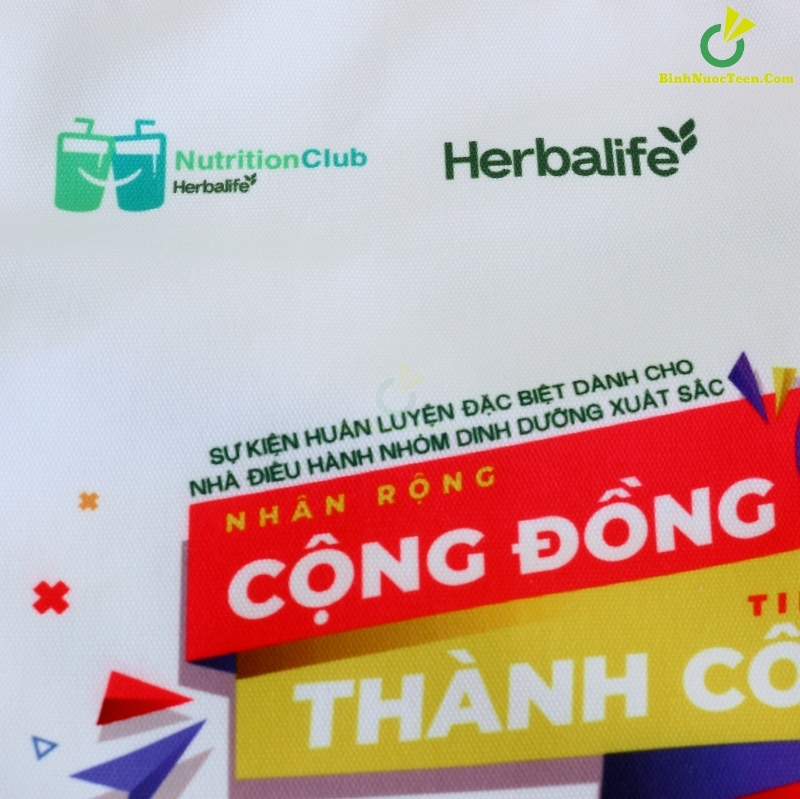 BinhNuocTeen.Com
NutritionClub
Herbalife
Herbalife
SỰ KIỆN HUẤN LUYỆN ĐẶC BIỆT DÀNH CHO
NHÀ ĐIỀU HÀNH NHÓM DINH DƯỠNG XUẤT SẮC
NHÂN RỘNG
CỘNG ĐỒNG
THÀNH